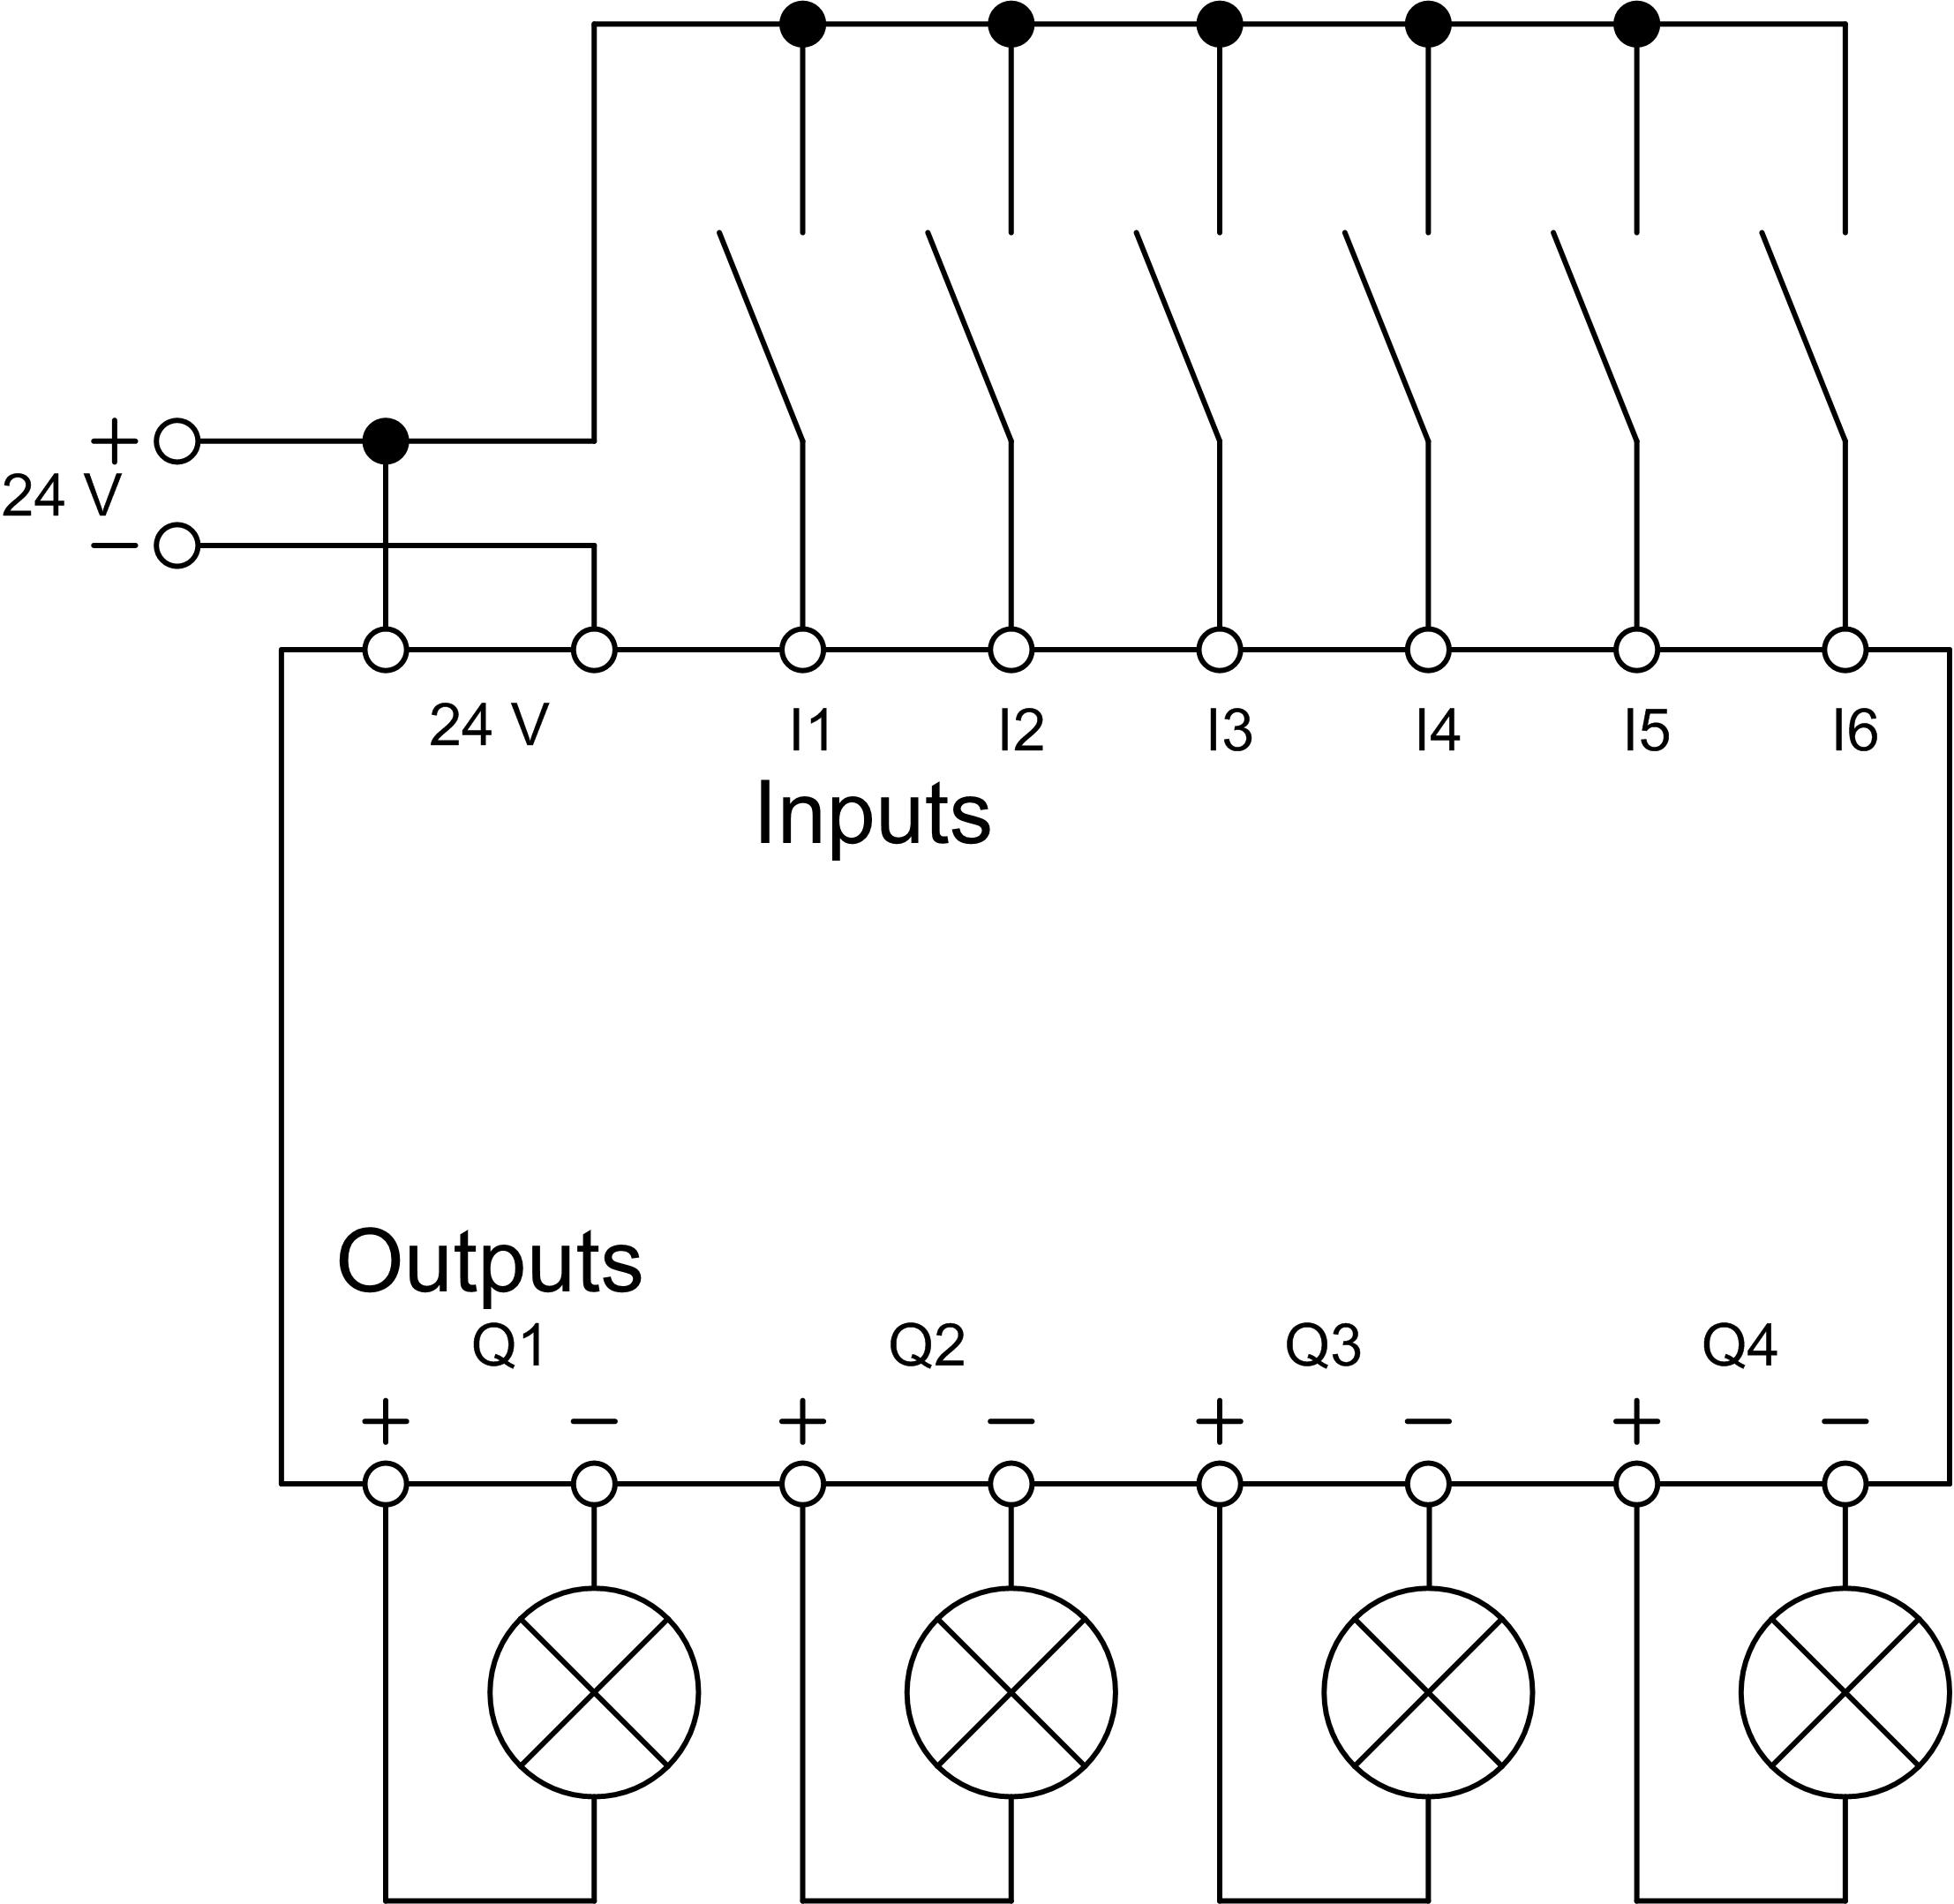 +
24 V
−
24 V I1 I2 I3 I4 I5 I6
Inputs
Outputs
Q1 Q2 Q3 Q4
+ − + − + − + −